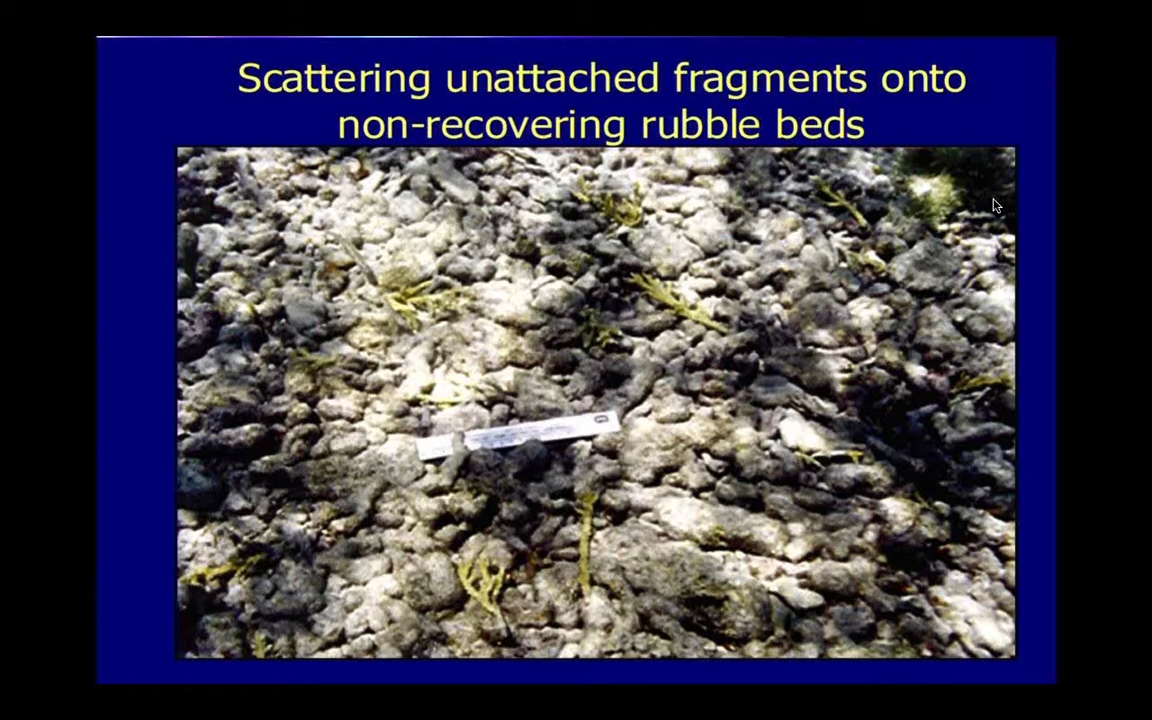 Scattering unattached fragments onto
non-recovering rubble beds